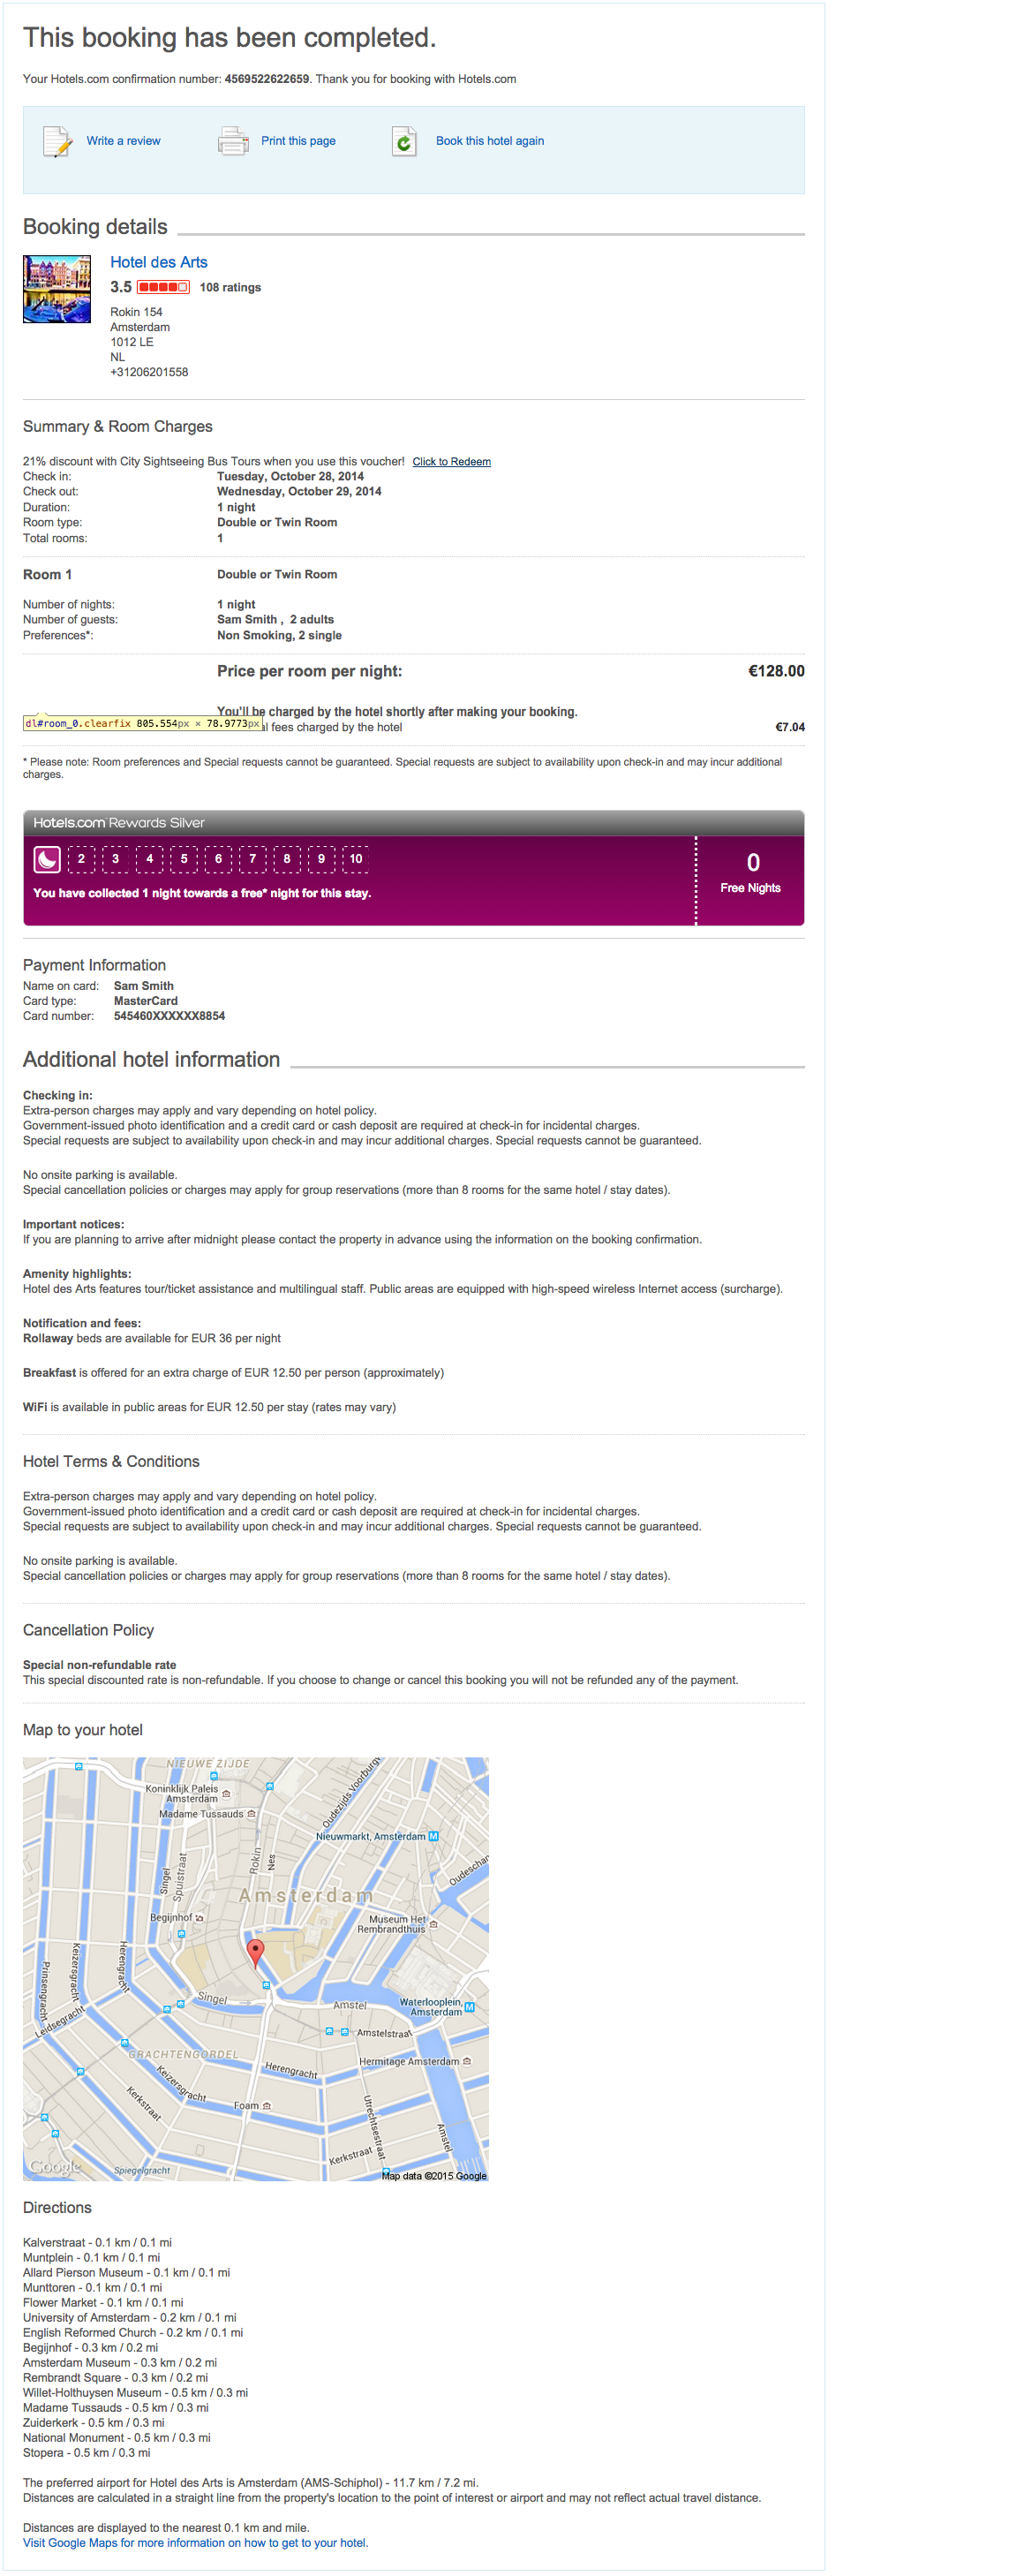 This booking has been completed.
Your Hotels.com confirmation number: 4569522622659. Thank you for booking with Hotels.com
Write a review
Print this page
Book this hotel again
Booking details
Hotel des Arts
3.5 108 ratings
Rokin 154
Amsterdam
1012 LE
NL
+31206201558
Summary & Room Charges
21% discount with City Sightseeing Bus Tours when you use this voucher! Click to Redeem
Check in: Tuesday, October 28, 2014
Check out: Wednesday, October 29, 2014
Duration: 1 night
Room type: Double or Twin Room
Total rooms: 1
Room 1 Double or Twin Room
Number of nights: 1 night
Number of guests: Sam Smith , 2 adults
Preferences*: Non Smoking, 2 single
Price per room per night: €128.00
You'll be charged by the hotel shortly after making your booking.
dl#room_0.clearfix 805.554px × 78.9773px
fees charged by the hotel €7.04
* Please note: Room preferences and Special requests cannot be guaranteed. Special requests are subject to availability upon check-in and may incur additional
charges.
Hotels.com Rewards Silver
2 3 4 5 6 7 8 9 10
You have collected 1 night towards a free* night for this stay.
0
Free Nights
Payment Information
Name on card: Sam Smith
Card type: MasterCard
Card number: 545460XXXXXX8854
Additional hotel information
Checking in:
Extra-person charges may apply and vary depending on hotel policy.
Government-issued photo identification and a credit card or cash deposit are required at check-in for incidental charges.
Special requests are subject to availability upon check-in and may incur additional charges. Special requests cannot be guaranteed.
No onsite parking is available.
Special cancellation policies or charges may apply for group reservations (more than 8 rooms for the same hotel / stay dates).
Important notices:
If you are planning to arrive after midnight please contact the property in advance using the information on the booking confirmation.
Amenity highlights:
Hotel des Arts features tour/ticket assistance and multilingual staff. Public areas are equipped with high-speed wireless Internet access (surcharge).
Notification and fees:
Rollaway beds are available for EUR 36 per night
Breakfast is offered for an extra charge of EUR 12.50 per person (approximately)
WiFi is available in public areas for EUR 12.50 per stay (rates may vary)
Hotel Terms & Conditions
Extra-person charges may apply and vary depending on hotel policy.
Government-issued photo identification and a credit card or cash deposit are required at check-in for incidental charges.
Special requests are subject to availability upon check-in and may incur additional charges. Special requests cannot be guaranteed.
No onsite parking is available.
Special cancellation policies or charges may apply for group reservations (more than 8 rooms for the same hotel / stay dates).
Cancellation Policy
Special non-refundable rate
This special discounted rate is non-refundable. If you choose to change or cancel this booking you will not be refunded any of the payment.
Map to your hotel
NIEUWE ZIJDE
Koninklijk Paleis
Amsterdam
Madame Tussauds
Oudezijds Voorburgw
Nieuwmarkt, Amsterdam
Singel
Spuistraat
Rokin
Nes
Oudeschan
Amsterdam
Begijnhof
Museum Het
Rembrandthuis
Prinsengracht
Keizersgracht
Herengracht
Leidsegracht
Singel
Amstel
Waterlooplein,
Amsterdam
Amstelstraat
GRACHTENGORDEL
Hermitage Amsterdam
Herengracht
Keizersgracht
Kerkstraat
Foam
Utrechtsestraat
Amstel
Kerkstraat
Google
Spiegelgracht
Map data ©2015 Google
Directions
Kalverstraat - 0.1 km / 0.1 mi
Muntplein - 0.1 km / 0.1 mi
Allard Pierson Museum - 0.1 km / 0.1 mi
Munttoren - 0.1 km / 0.1 mi
Flower Market - 0.1 km / 0.1 mi
University of Amsterdam - 0.2 km / 0.1 mi
English Reformed Church - 0.2 km / 0.1 mi
Begijnhof - 0.3 km / 0.2 mi
Amsterdam Museum - 0.3 km / 0.2 mi
Rembrandt Square - 0.3 km / 0.2 mi
Willet-Holthuysen Museum - 0.5 km / 0.3 mi
Madame Tussauds - 0.5 km / 0.3 mi
Zuiderkerk - 0.5 km / 0.3 mi
National Monument - 0.5 km / 0.3 mi
Stopera - 0.5 km / 0.3 mi
The preferred airport for Hotel des Arts is Amsterdam (AMS-Schiphol) - 11.7 km / 7.2 mi.
Distances are calculated in a straight line from the property's location to the point of interest or airport and may not reflect actual travel distance.
Distances are displayed to the nearest 0.1 km and mile.
Visit Google Maps for more information on how to get to your hotel.